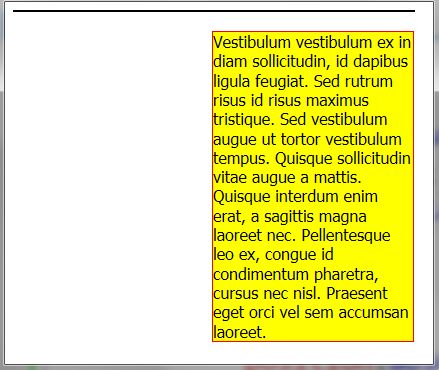 Vestibulum vestibulum ex in
diam sollicitudin, id dapibus
ligula feugiat. Sed rutrum
risus id risus maximus
tristique. Sed vestibulum
augue ut tortor vestibulum
tempus. Quisque sollicitudin
vitae augue a mattis.
Quisque interdum enim
erat, a sagittis magna
laoreet nec. Pellentesque
leo ex, congue id
condimentum pharetra,
cursus nec nisl. Praesent
eget orci vel sem accumsan
laoreet.